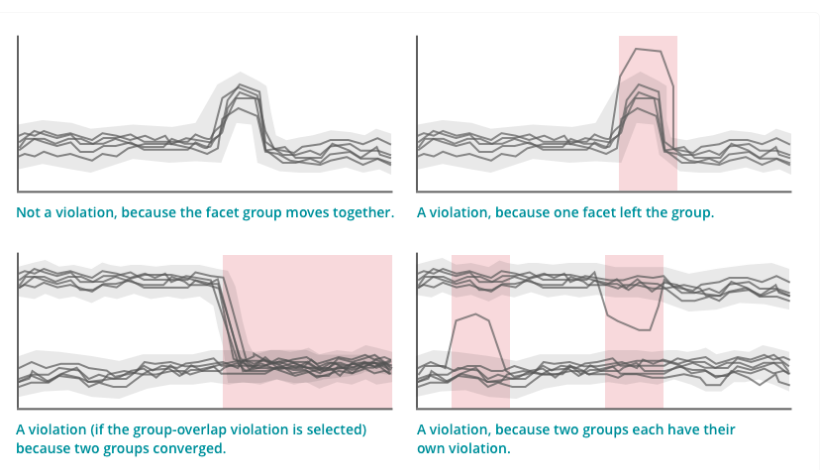 Not a violation, because the facet group moves together.
A violation, because one facet left the group.
A violation (if the group-overlap violation is selected)
because two groups converged.
A violation, because two groups each have their
own violation.